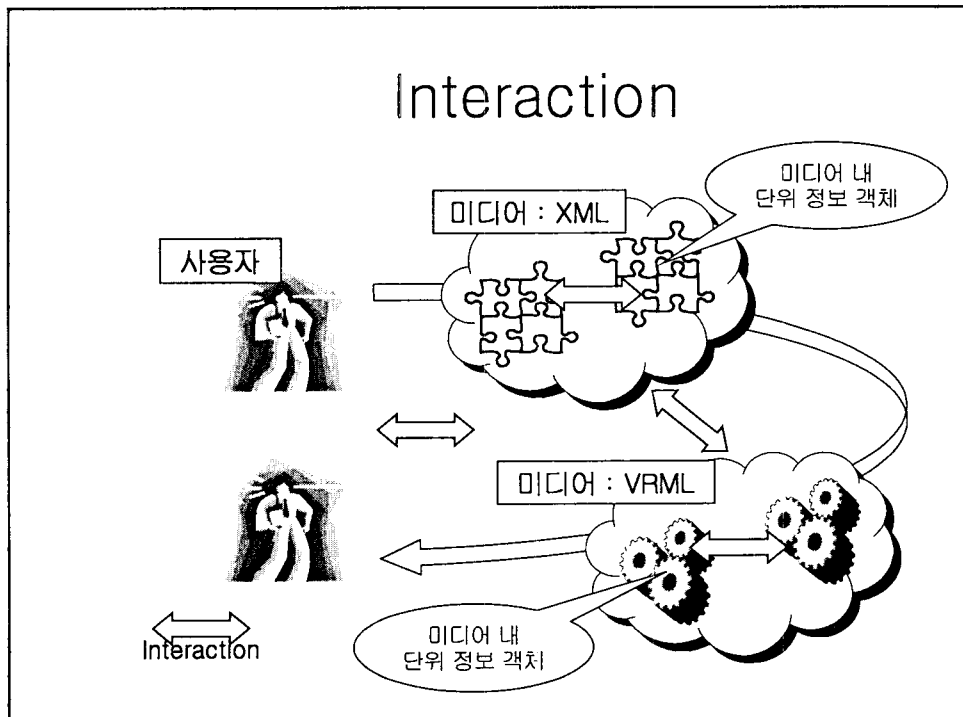 Interaction
미디어 내
단위 정보 객체
미디어 : XML
사용자
미디어 : VRML
미디어 내
단위 정보 객체
Interaction